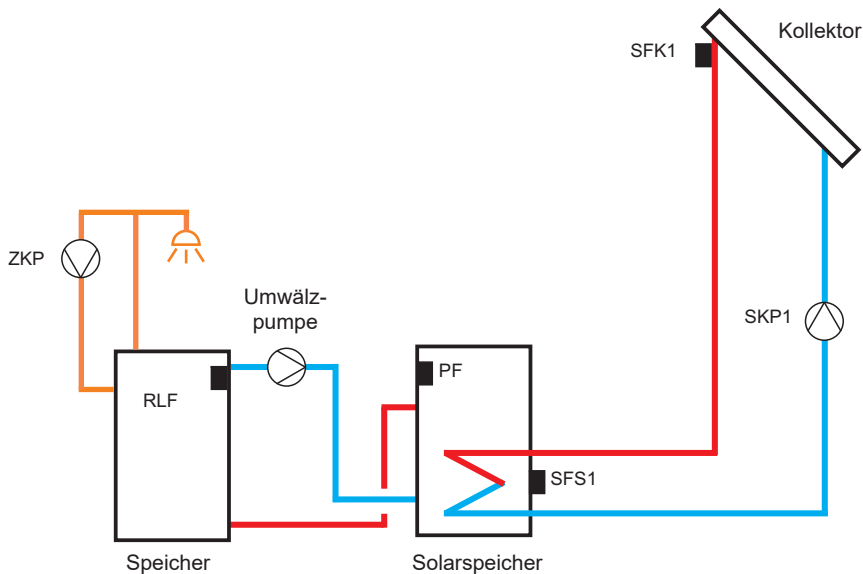 Kollektor
SFK1
ZKP
Umwälz-
pumpe
SKP1
PF
RLF
SFS1
Speicher
Solarspeicher